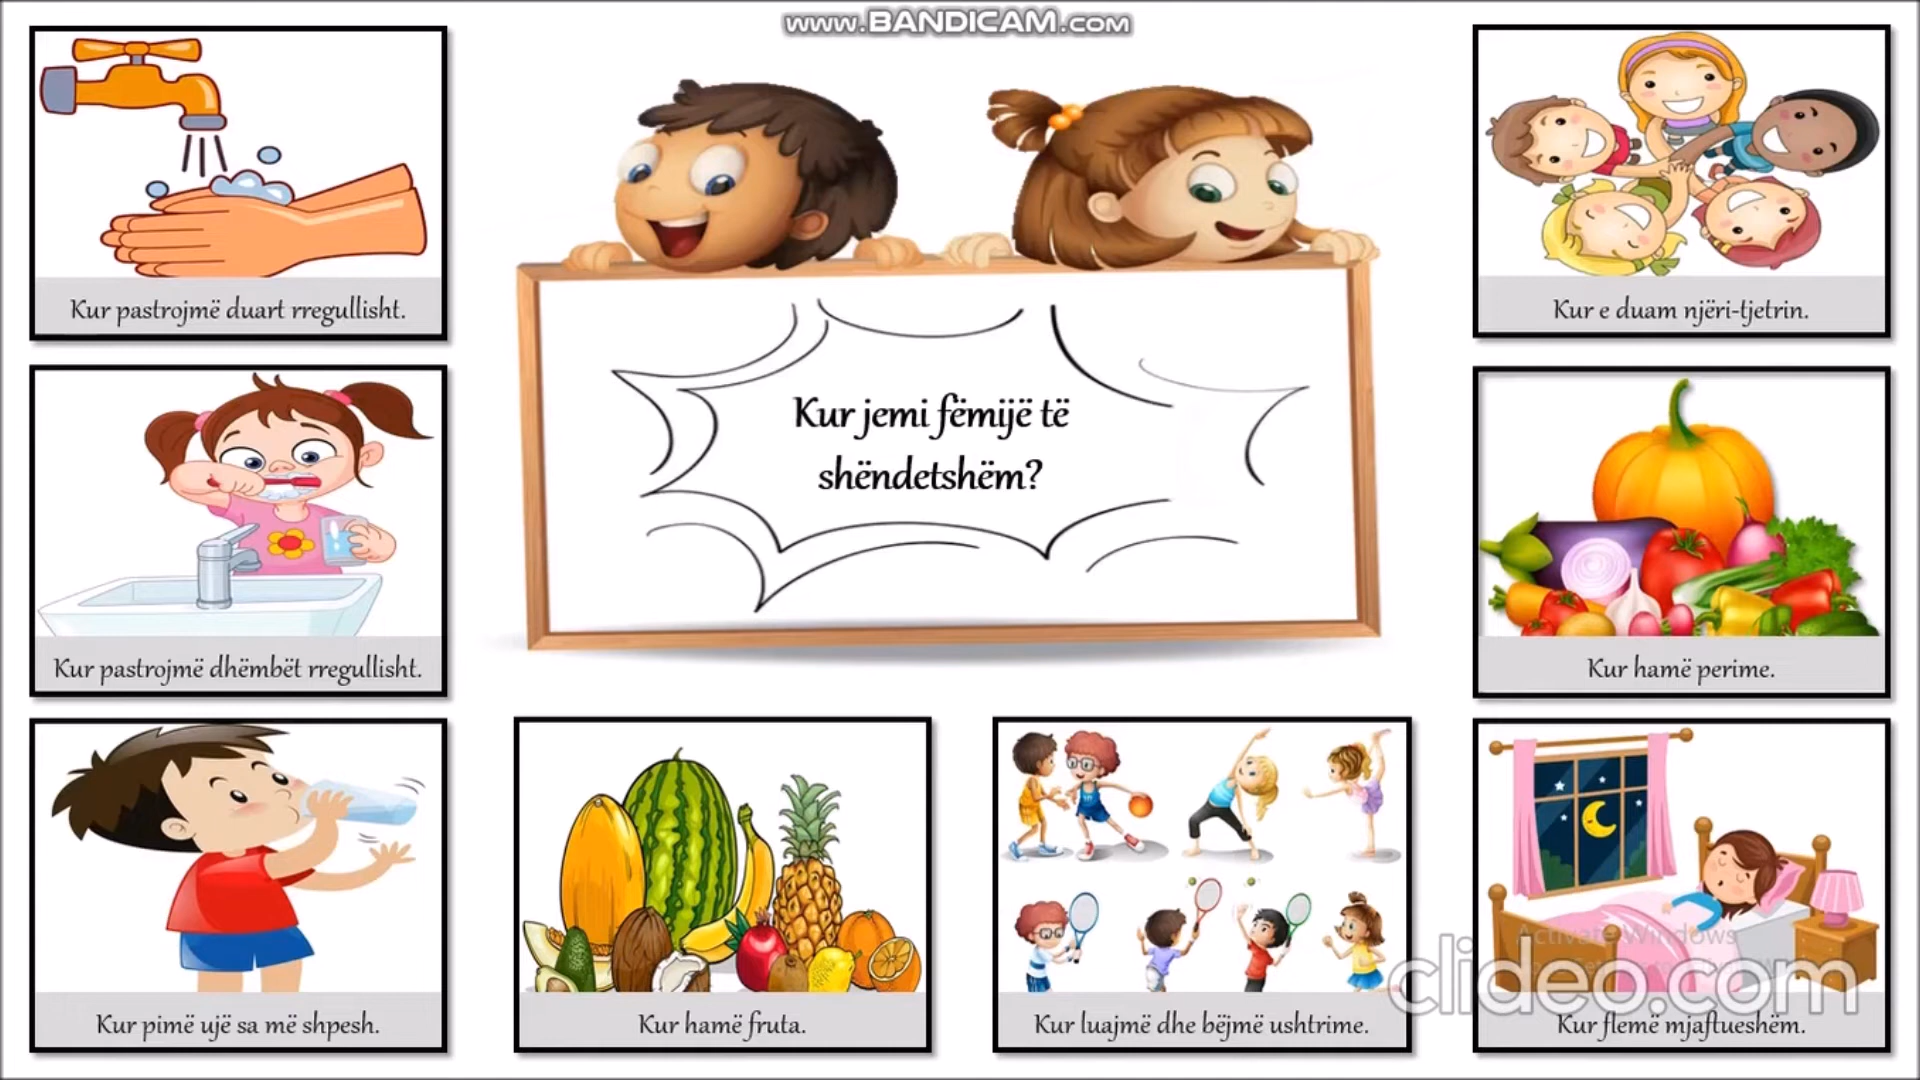 www.BANDICAM.com
Kur jemi fëmijë të
shëndetshëm?
Kur pastrojmë duart rregullisht.
Kur e duam njëri-tjetrin.
Kur pastrojmë dhëmbët rregullisht.
Kur hamë perime.
Kur pimë ujë sa më shpesh.
Kur hamë fruta.
Kur luajmë dhe bëjmë ushtrime.
Activate Windows
clideo.com
Kur flemë mjaftueshëm.